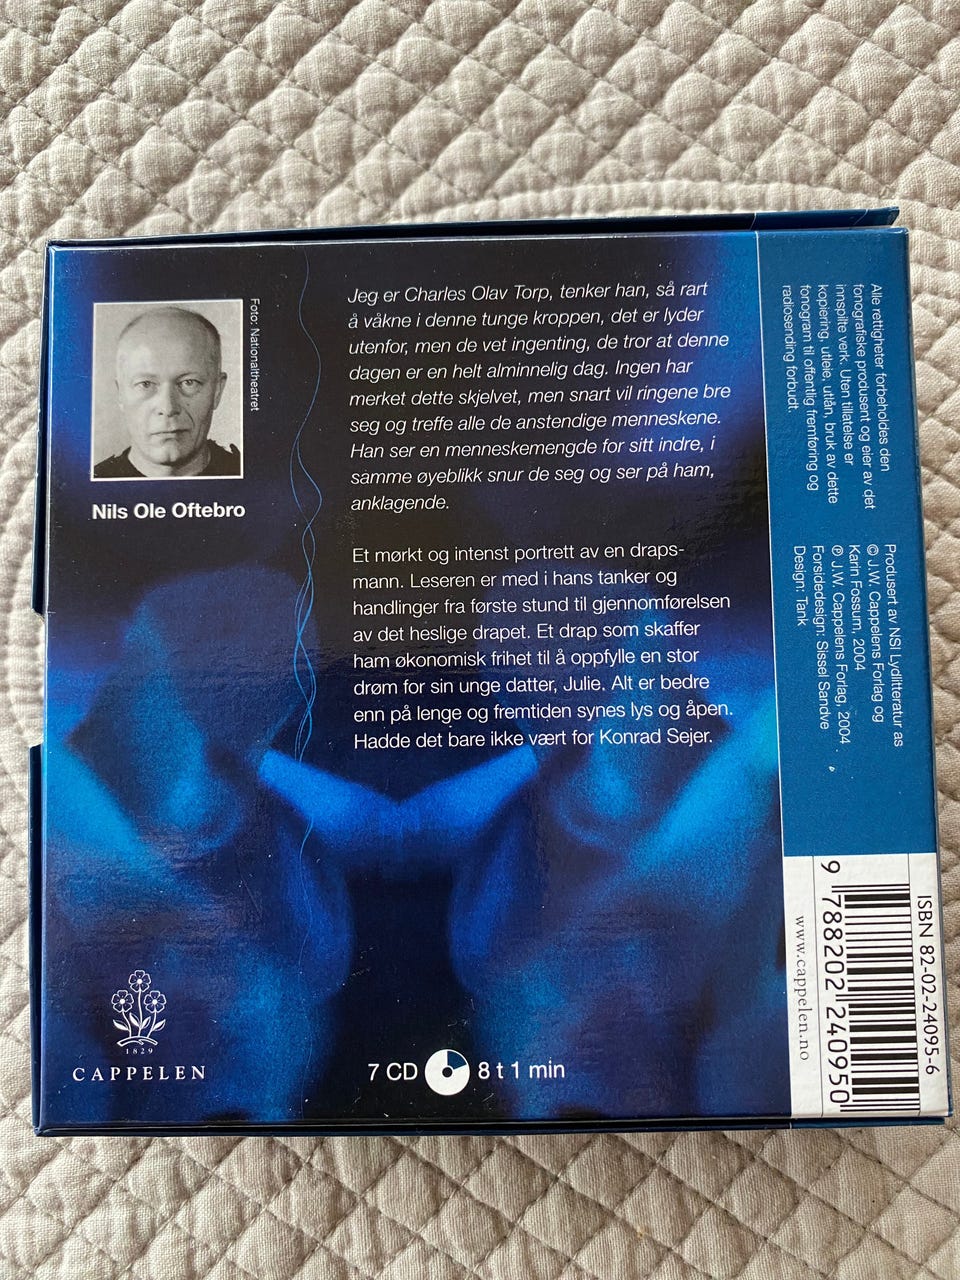 Foto: Nationaltheatret
Nils Ole Oftebro
Jeg er Charles Olav Torp, tenker han, så rart
å våkne i denne tunge kroppen, det er lyder
utenfor, men de vet ingenting, de tror at denne
dagen er en helt alminnelig dag. Ingen har
merket dette skjelvet, men snart vil ringene bre
seg og treffe alle de anstendige menneskene.
Han ser en menneskemengde for sitt indre, i
samme øyeblikk snur de seg og ser på ham,
anklagende.
Et mørkt og intenst portrett av en draps-
mann. Leseren er med i hans tanker og
handlinger fra første stund til gjennomførelsen
av det heslige drapet. Et drap som skaffer
ham økonomisk frihet til å oppfylle en stor
drøm for sin unge datter, Julie. Alt er bedre
enn på lenge og fremtiden synes lys og åpen.
Hadde det bare ikke vært for Konrad Sejer.
1829
CAPPELEN
7 CD 8 t 1 min
Alle rettigheter forbeholdes den
fonografiske produsent og eier av det
innspilte verk. Uten tillatelse er
kopiering, utleie, utlån, bruk av dette
fonogram til offentlig fremføring og
radiosending forbudt.
Produsert av NSI Lydlitteratur as
© J.W. Cappelens Forlag og
Karin Fossum, 2004
℗ J.W. Cappelens Forlag, 2004
Forsidedesign: Sissel Sandve
Design: Tank
ISBN 82-02-24095-6
9 788202 240950
www.cappelen.no